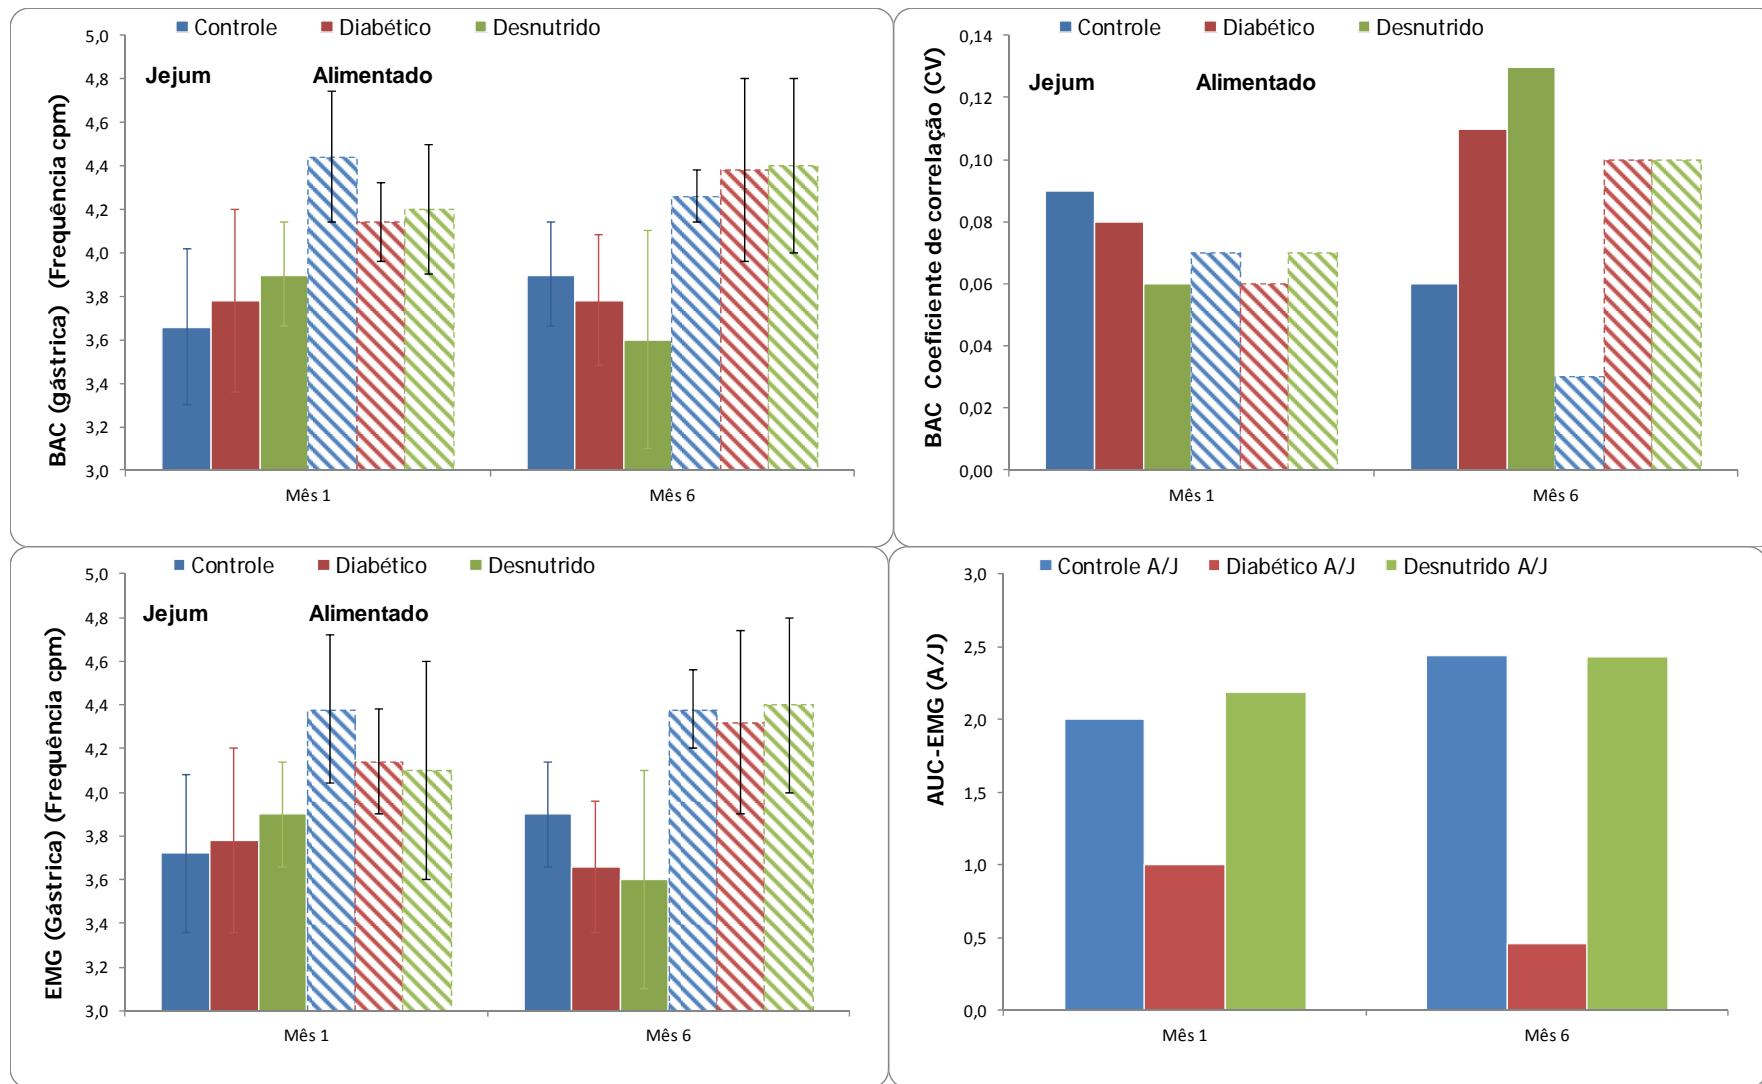 Controle Diabético Desnutrido
BAC (gástrica) (Frequência cpm)
5,0
4,8
4,6
4,4
4,2
4,0
3,8
3,6
3,4
3,2
3,0
Jejum Alimentado
Mês 1 Mês 6
Controle Diabético Desnutrido
BAC Coeficiente de correlação (CV)
0,14
0,12
0,10
0,08
0,06
0,04
0,02
0,00
Jejum Alimentado
Mês 1 Mês 6
Controle Diabético Desnutrido
EMG (Gástrica) (Frequência cpm)
5,0
4,8
4,6
4,4
4,2
4,0
3,8
3,6
3,4
3,2
3,0
Jejum Alimentado
Mês 1 Mês 6
Controle A/J Diabético A/J Desnutrido A/J
AUC-EMG (A/J)
3,0
2,5
2,0
1,5
1,0
0,5
0,0
Mês 1 Mês 6